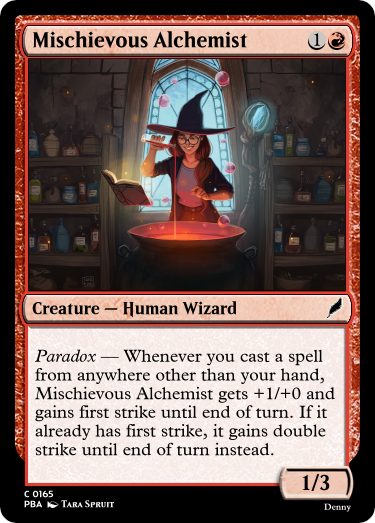 Mischievous Alchemist 1
Creature — Human Wizard
Paradox — Whenever you cast a spell
from anywhere other than your hand,
Mischievous Alchemist gets +1/+0 and
gains first strike until end of turn. If it
already has first strike, it gains double
strike until end of turn instead.
1/3
C 0165
PBA Tara Spruit
Denny